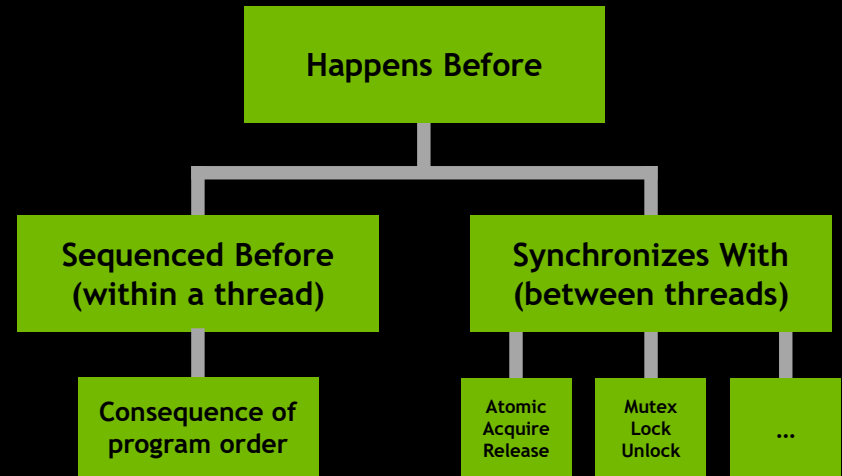 Happens Before
Sequenced Before
(within a thread)
Synchronizes With
(between threads)
Consequence of
program order
Atomic
Acquire
Release
Mutex
Lock
Unlock
…